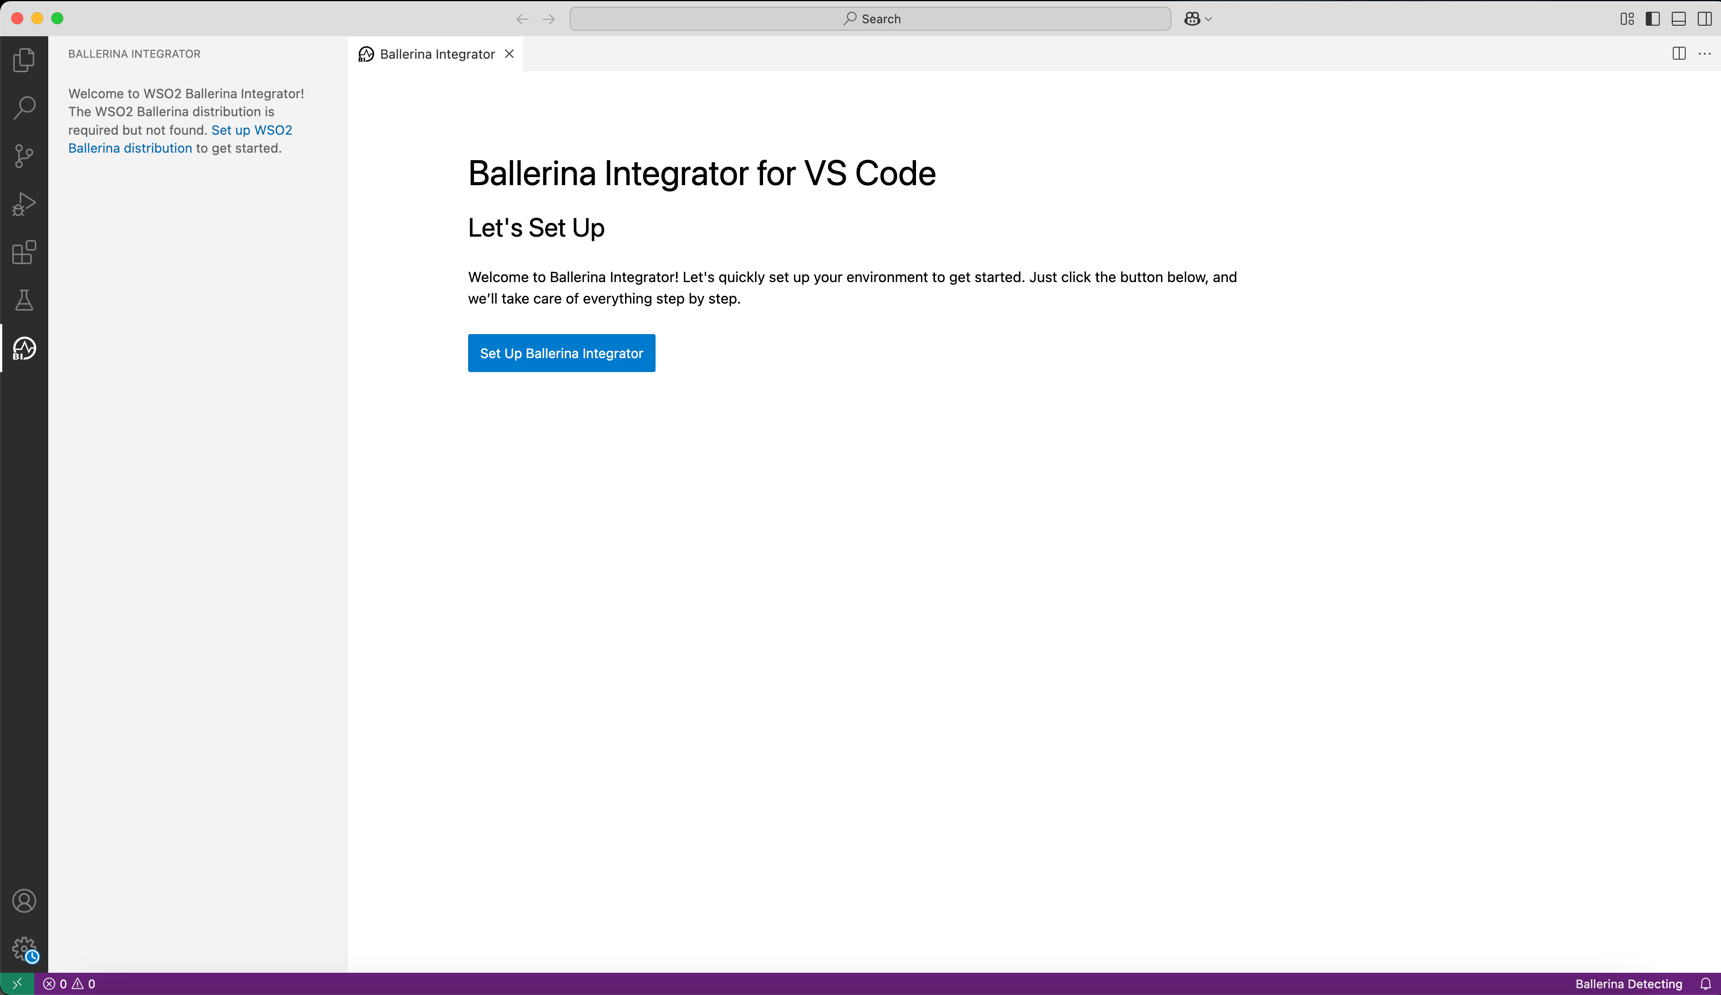 Search
BALLERINA INTEGRATOR
Ballerina Integrator
Welcome to WSO2 Ballerina Integrator!
The WSO2 Ballerina distribution is
required but not found. Set up WSO2
Ballerina distribution to get started.
Ballerina Integrator for VS Code
Let's Set Up
Welcome to Ballerina Integrator! Let's quickly set up your environment to get started. Just click the button below, and
we’ll take care of everything step by step.
Set Up Ballerina Integrator
BI
0 0
Ballerina Detecting